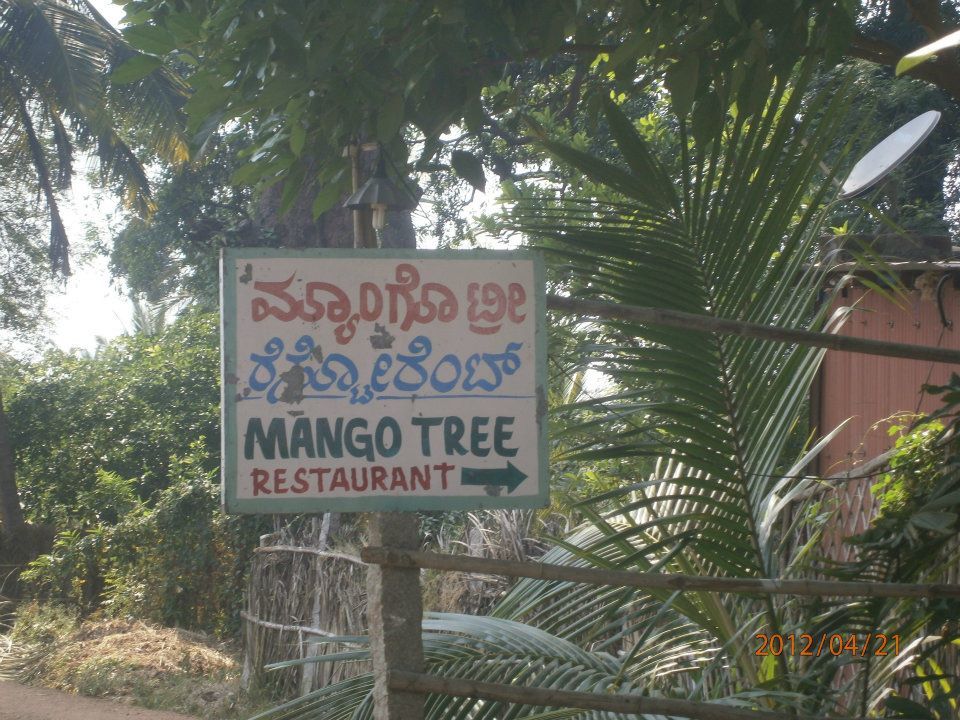 ಮ್ಯಾಂಗೊ ಟ್ರೀ
ರೆಸ್ಟೋರೆಂಟ್
MANGO TREE
RESTAURANT
2012/04/21